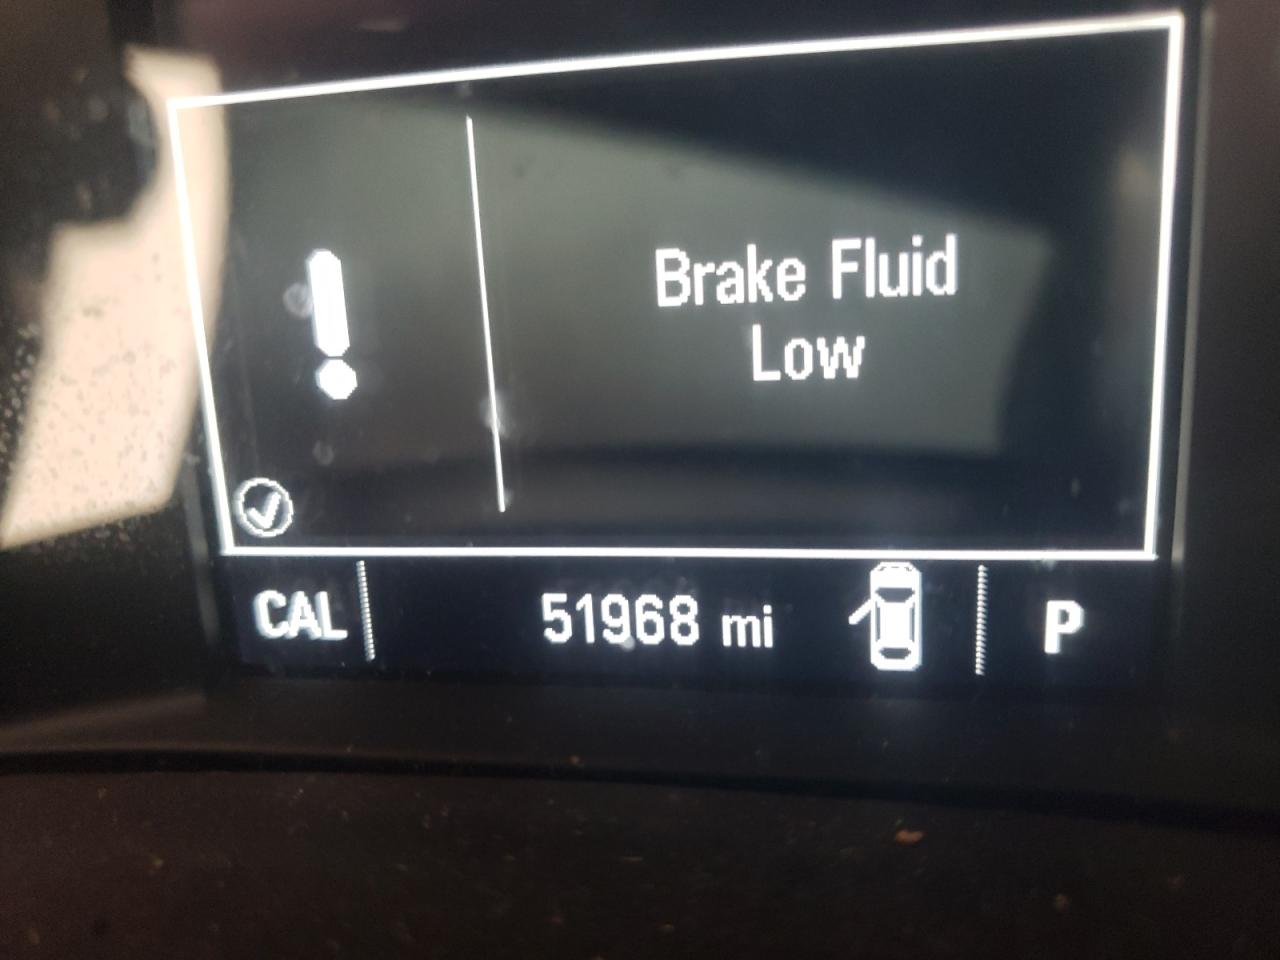 Brake Fluid
Low
CAL 51968 mi P